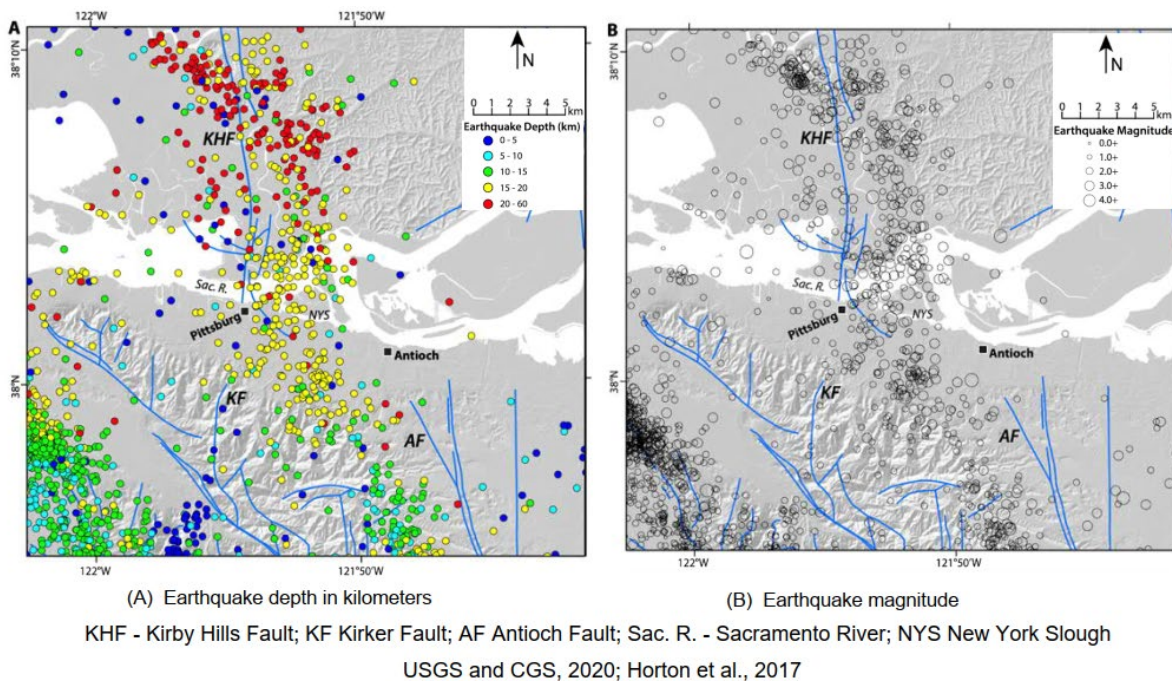 A
122°W
121°50'W
38°10'N
N
0 1 2 3 4 5
km
Earthquake Depth (km)
0 - 5
5 - 10
10 - 15
15 - 20
20 - 60
KHF
Sac. R.
NYS
Pittsburg
Antioch
38°N
KF
AF
122°W
121°50'W
B
38°10'N
N
0 1 2 3 4 5
km
Earthquake Magnitude
0.0+
1.0+
2.0+
3.0+
4.0+
KHF
Sac. R.
NYS
Pittsburg
Antioch
38°N
KF
AF
122°W
121°50'W
(A) Earthquake depth in kilometers
(B) Earthquake magnitude
KHF - Kirby Hills Fault; KF Kirker Fault; AF Antioch Fault; Sac. R. - Sacramento River; NYS New York Slough
USGS and CGS, 2020; Horton et al., 2017